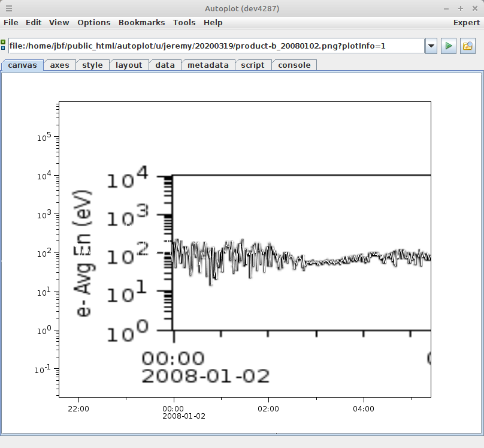 Autoplot (dev4287)
File Edit View Options Bookmarks Tools Help Expert
file:/home/jbf/public_html/autoplot/u/jeremy/20200319/product-b_20080102.png?plotInfo=1
canvas axes style layout data metadata script console
10^5
10^4
10^3
10^2
10^1
10^0
10^-1
e- Avg En (eV)
10^4
10^3
10^2
10^1
10^0
00:00
2008-01-02
22:00 00:00 02:00 04:00
2008-01-02